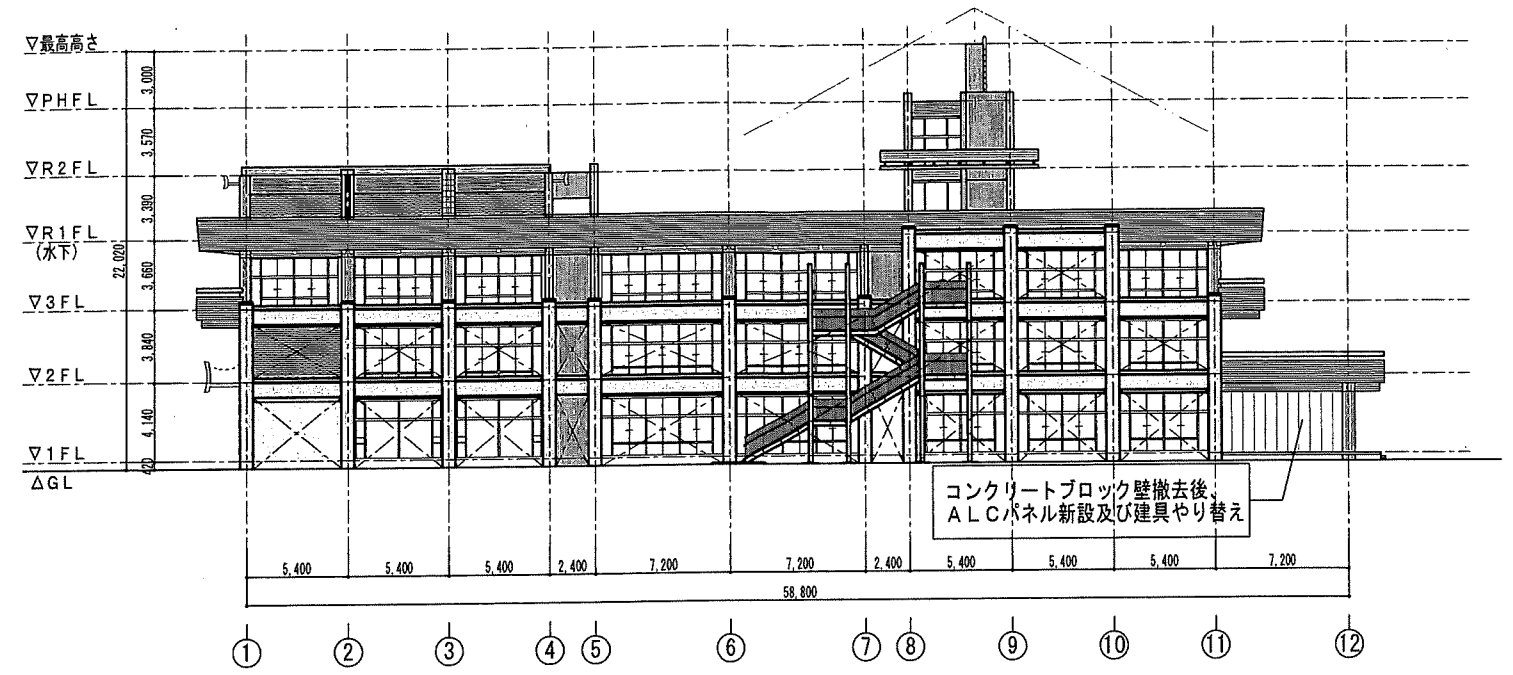 ▽最高高さ
3,000
▽PHFL
3,570
▽R2FL
3,390
▽R1FL
(水下)
22,020
3,660
▽3FL
3,840
▽2FL
4,140
▽1FL
420
△GL
コンクリートブロック壁撤去後、
ALCパネル新設及び建具やり替え
5,400 5,400 5,400 2,400 7,200 7,200 2,400 5,400 5,400 5,400 7,200
58,800
① ② ③ ④ ⑤ ⑥ ⑦ ⑧ ⑨ ⑩ ⑪ ⑫